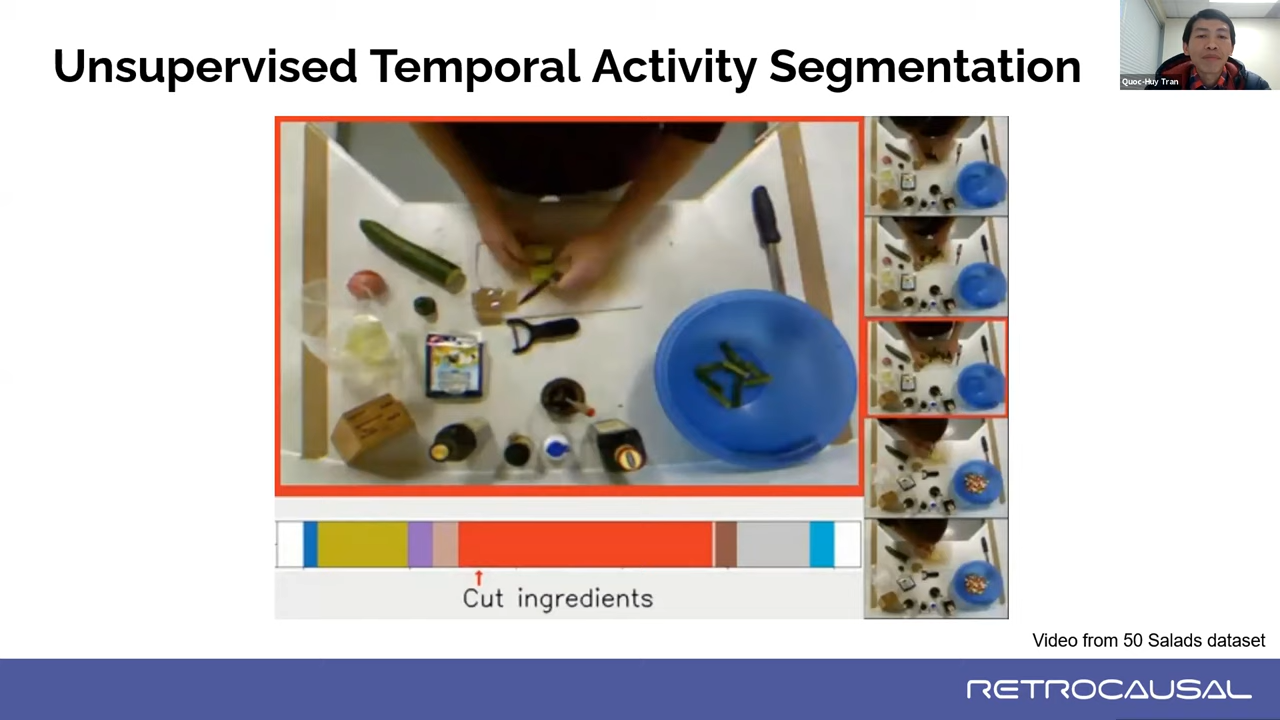 Unsupervised Temporal Activity Segmentation
Quoc-Huy Tran
Cut ingredients
Video from 50 Salads dataset
RETROCAUSAL